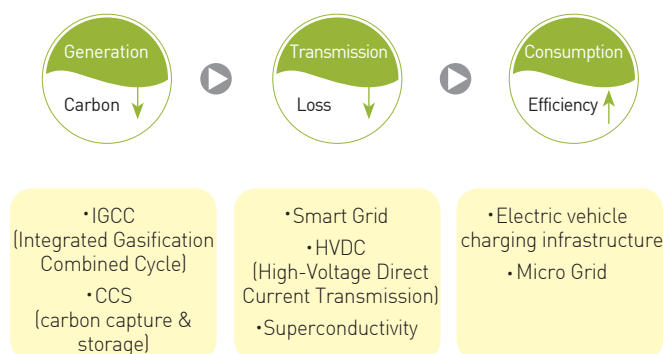 Generation
Carbon
Transmission
Loss
Consumption
Efficiency
•IGCC
(Integrated Gasification
Combined Cycle)
•CCS
(carbon capture &
storage)
•Smart Grid
•HVDC
(High-Voltage Direct
Current Transmission)
•Superconductivity
•Electric vehicle
charging infrastructure
•Micro Grid